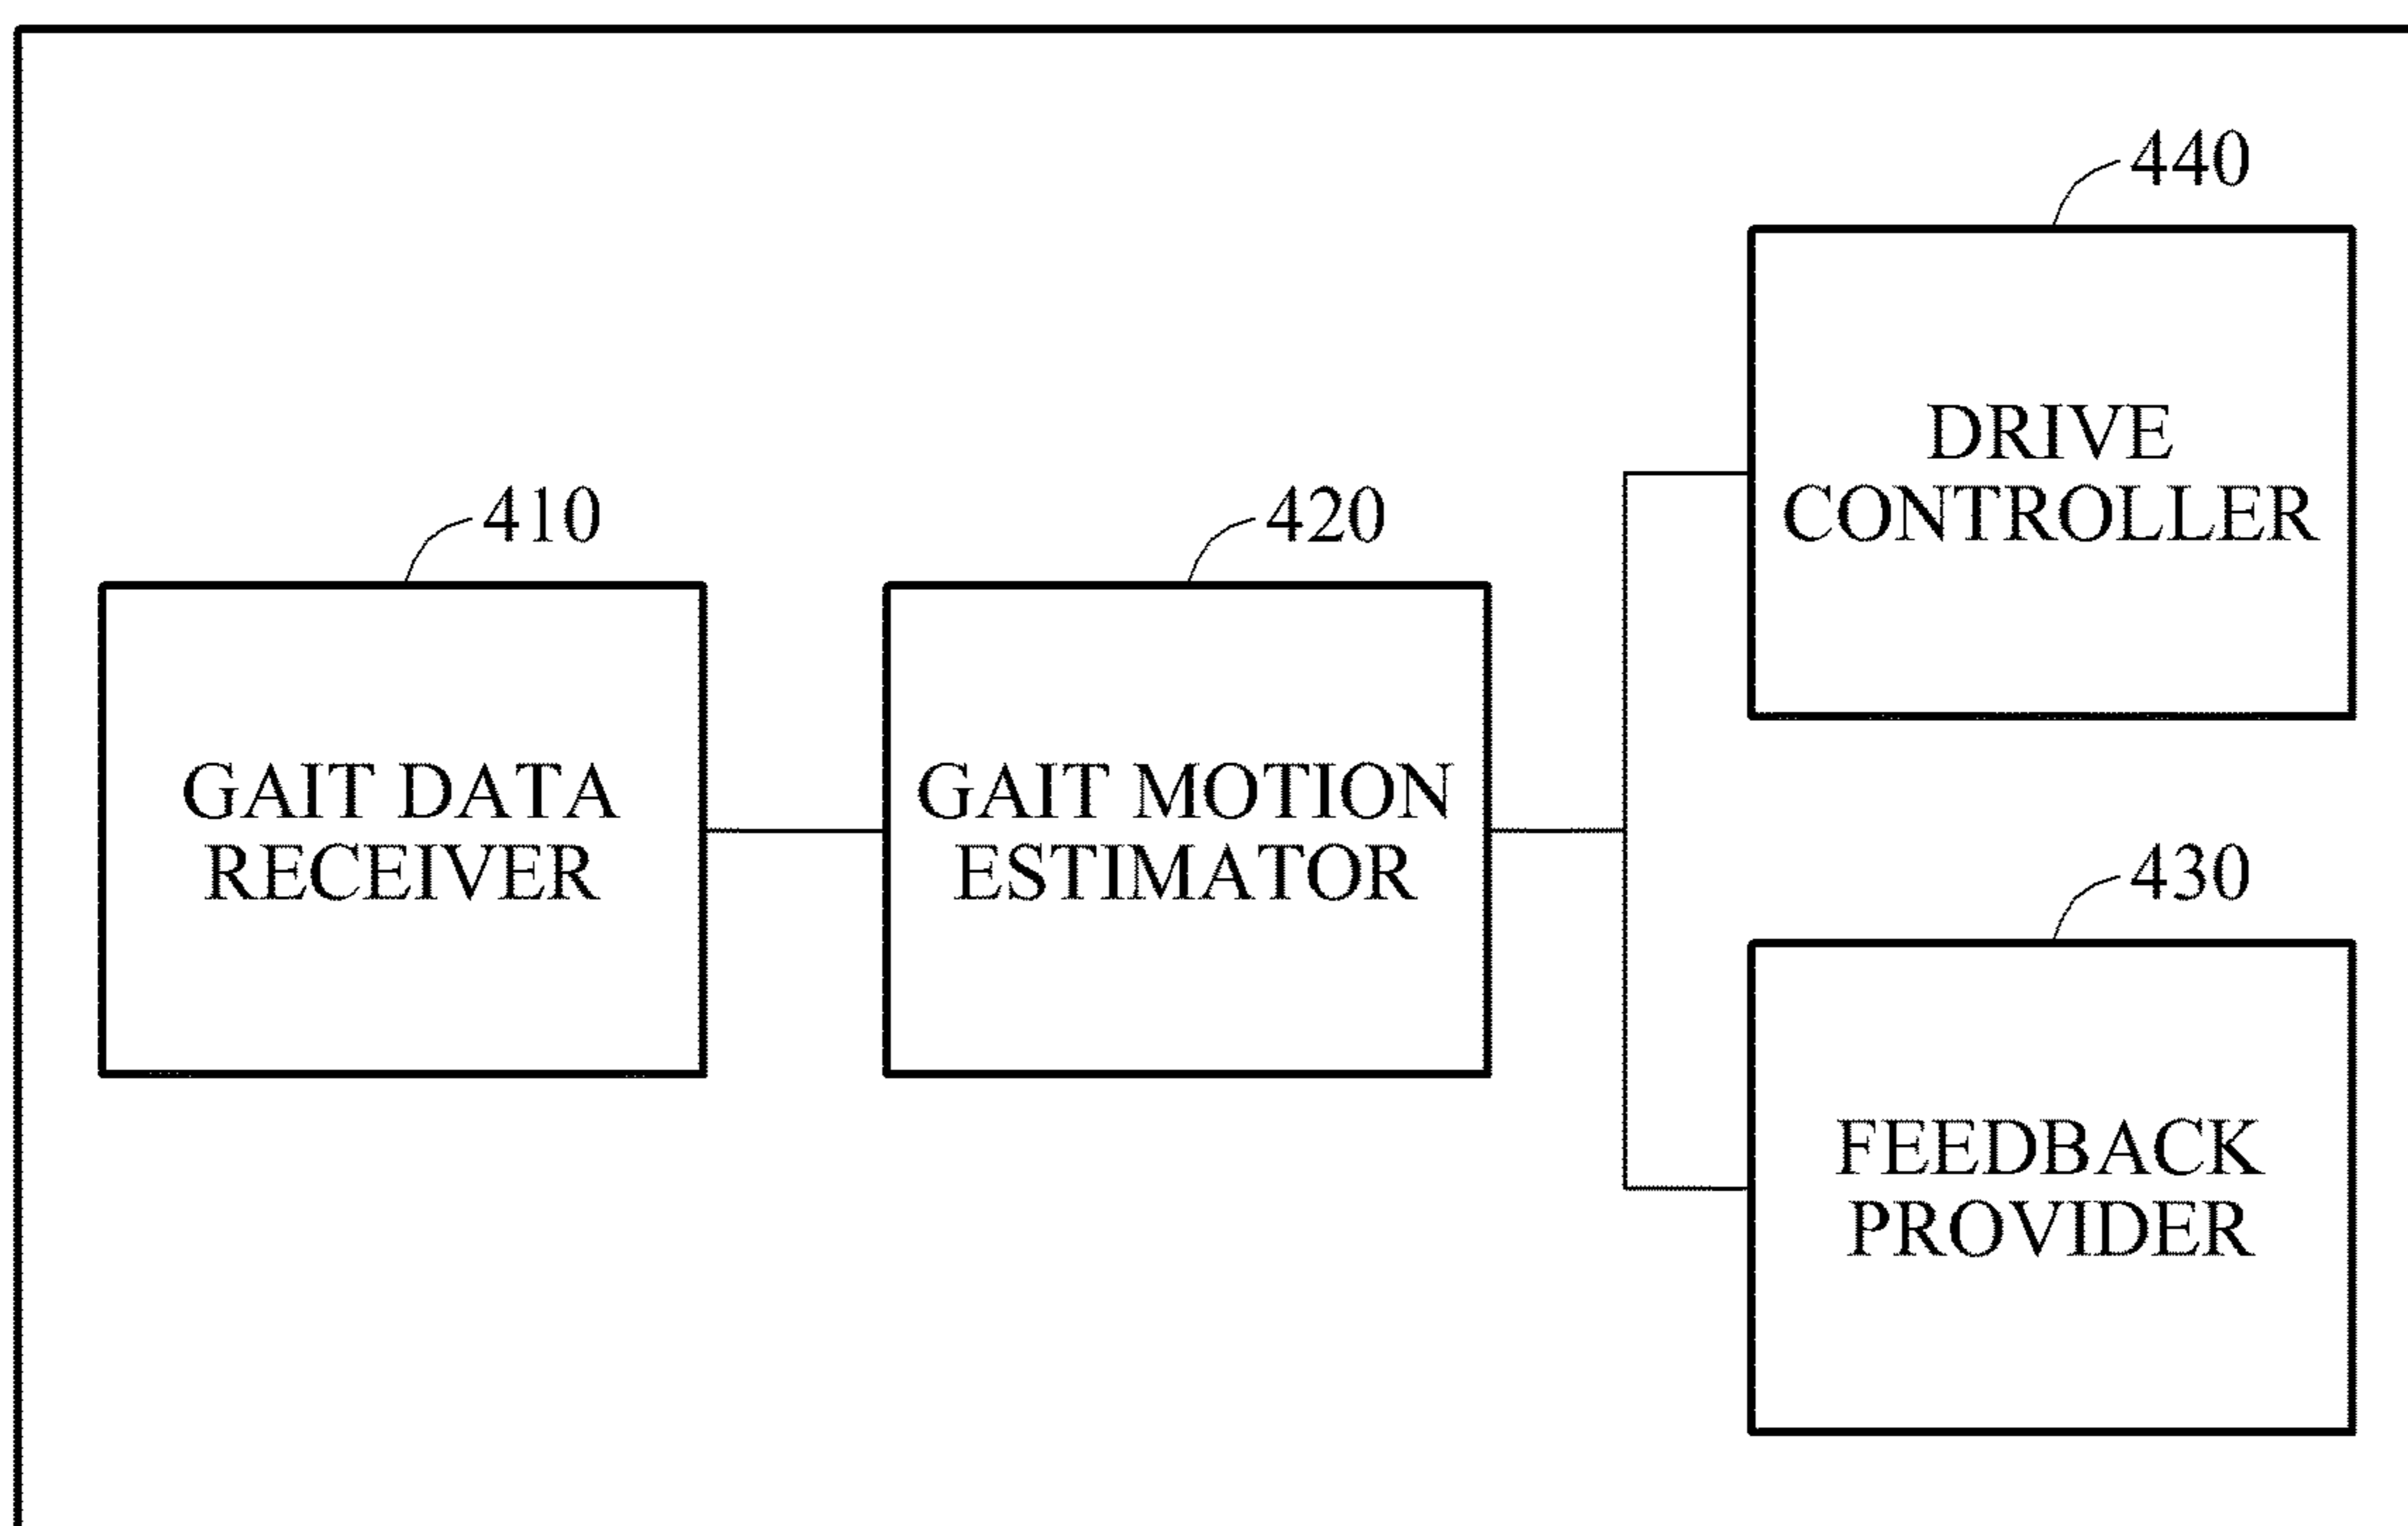 440
DRIVE
CONTROLLER
410
GAIT DATA
RECEIVER
420
GAIT MOTION
ESTIMATOR
430
FEEDBACK
PROVIDER